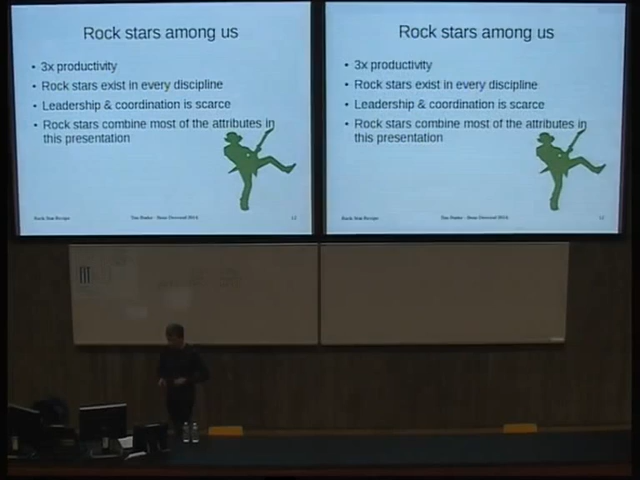 Rock stars among us
• 3x productivity
• Rock stars exist in every discipline
• Leadership & coordination is scarce
• Rock stars combine most of the attributes in
this presentation
12
Rock stars among us
• 3x productivity
• Rock stars exist in every discipline
• Leadership & coordination is scarce
• Rock stars combine most of the attributes in
this presentation
12